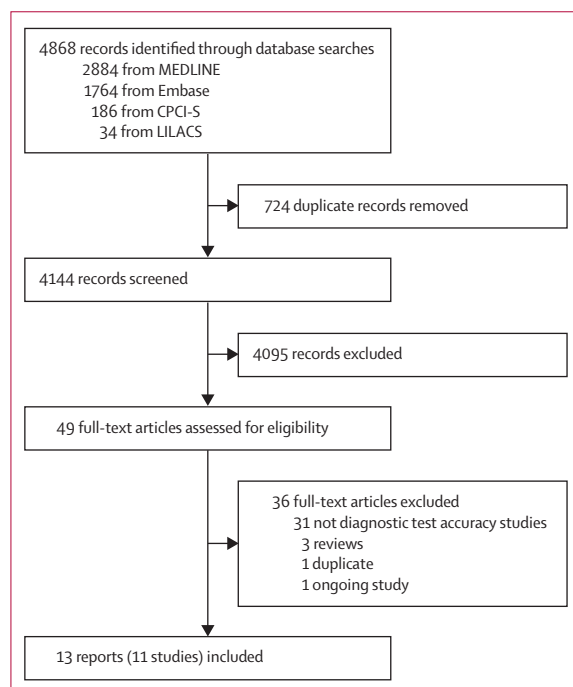 4868 records identified through database searches
2884 from MEDLINE
1764 from Embase
186 from CPCI-S
34 from LILACS
724 duplicate records removed
4144 records screened
4095 records excluded
49 full-text articles assessed for eligibility
36 full-text articles excluded
31 not diagnostic test accuracy studies
3 reviews
1 duplicate
1 ongoing study
13 reports (11 studies) included